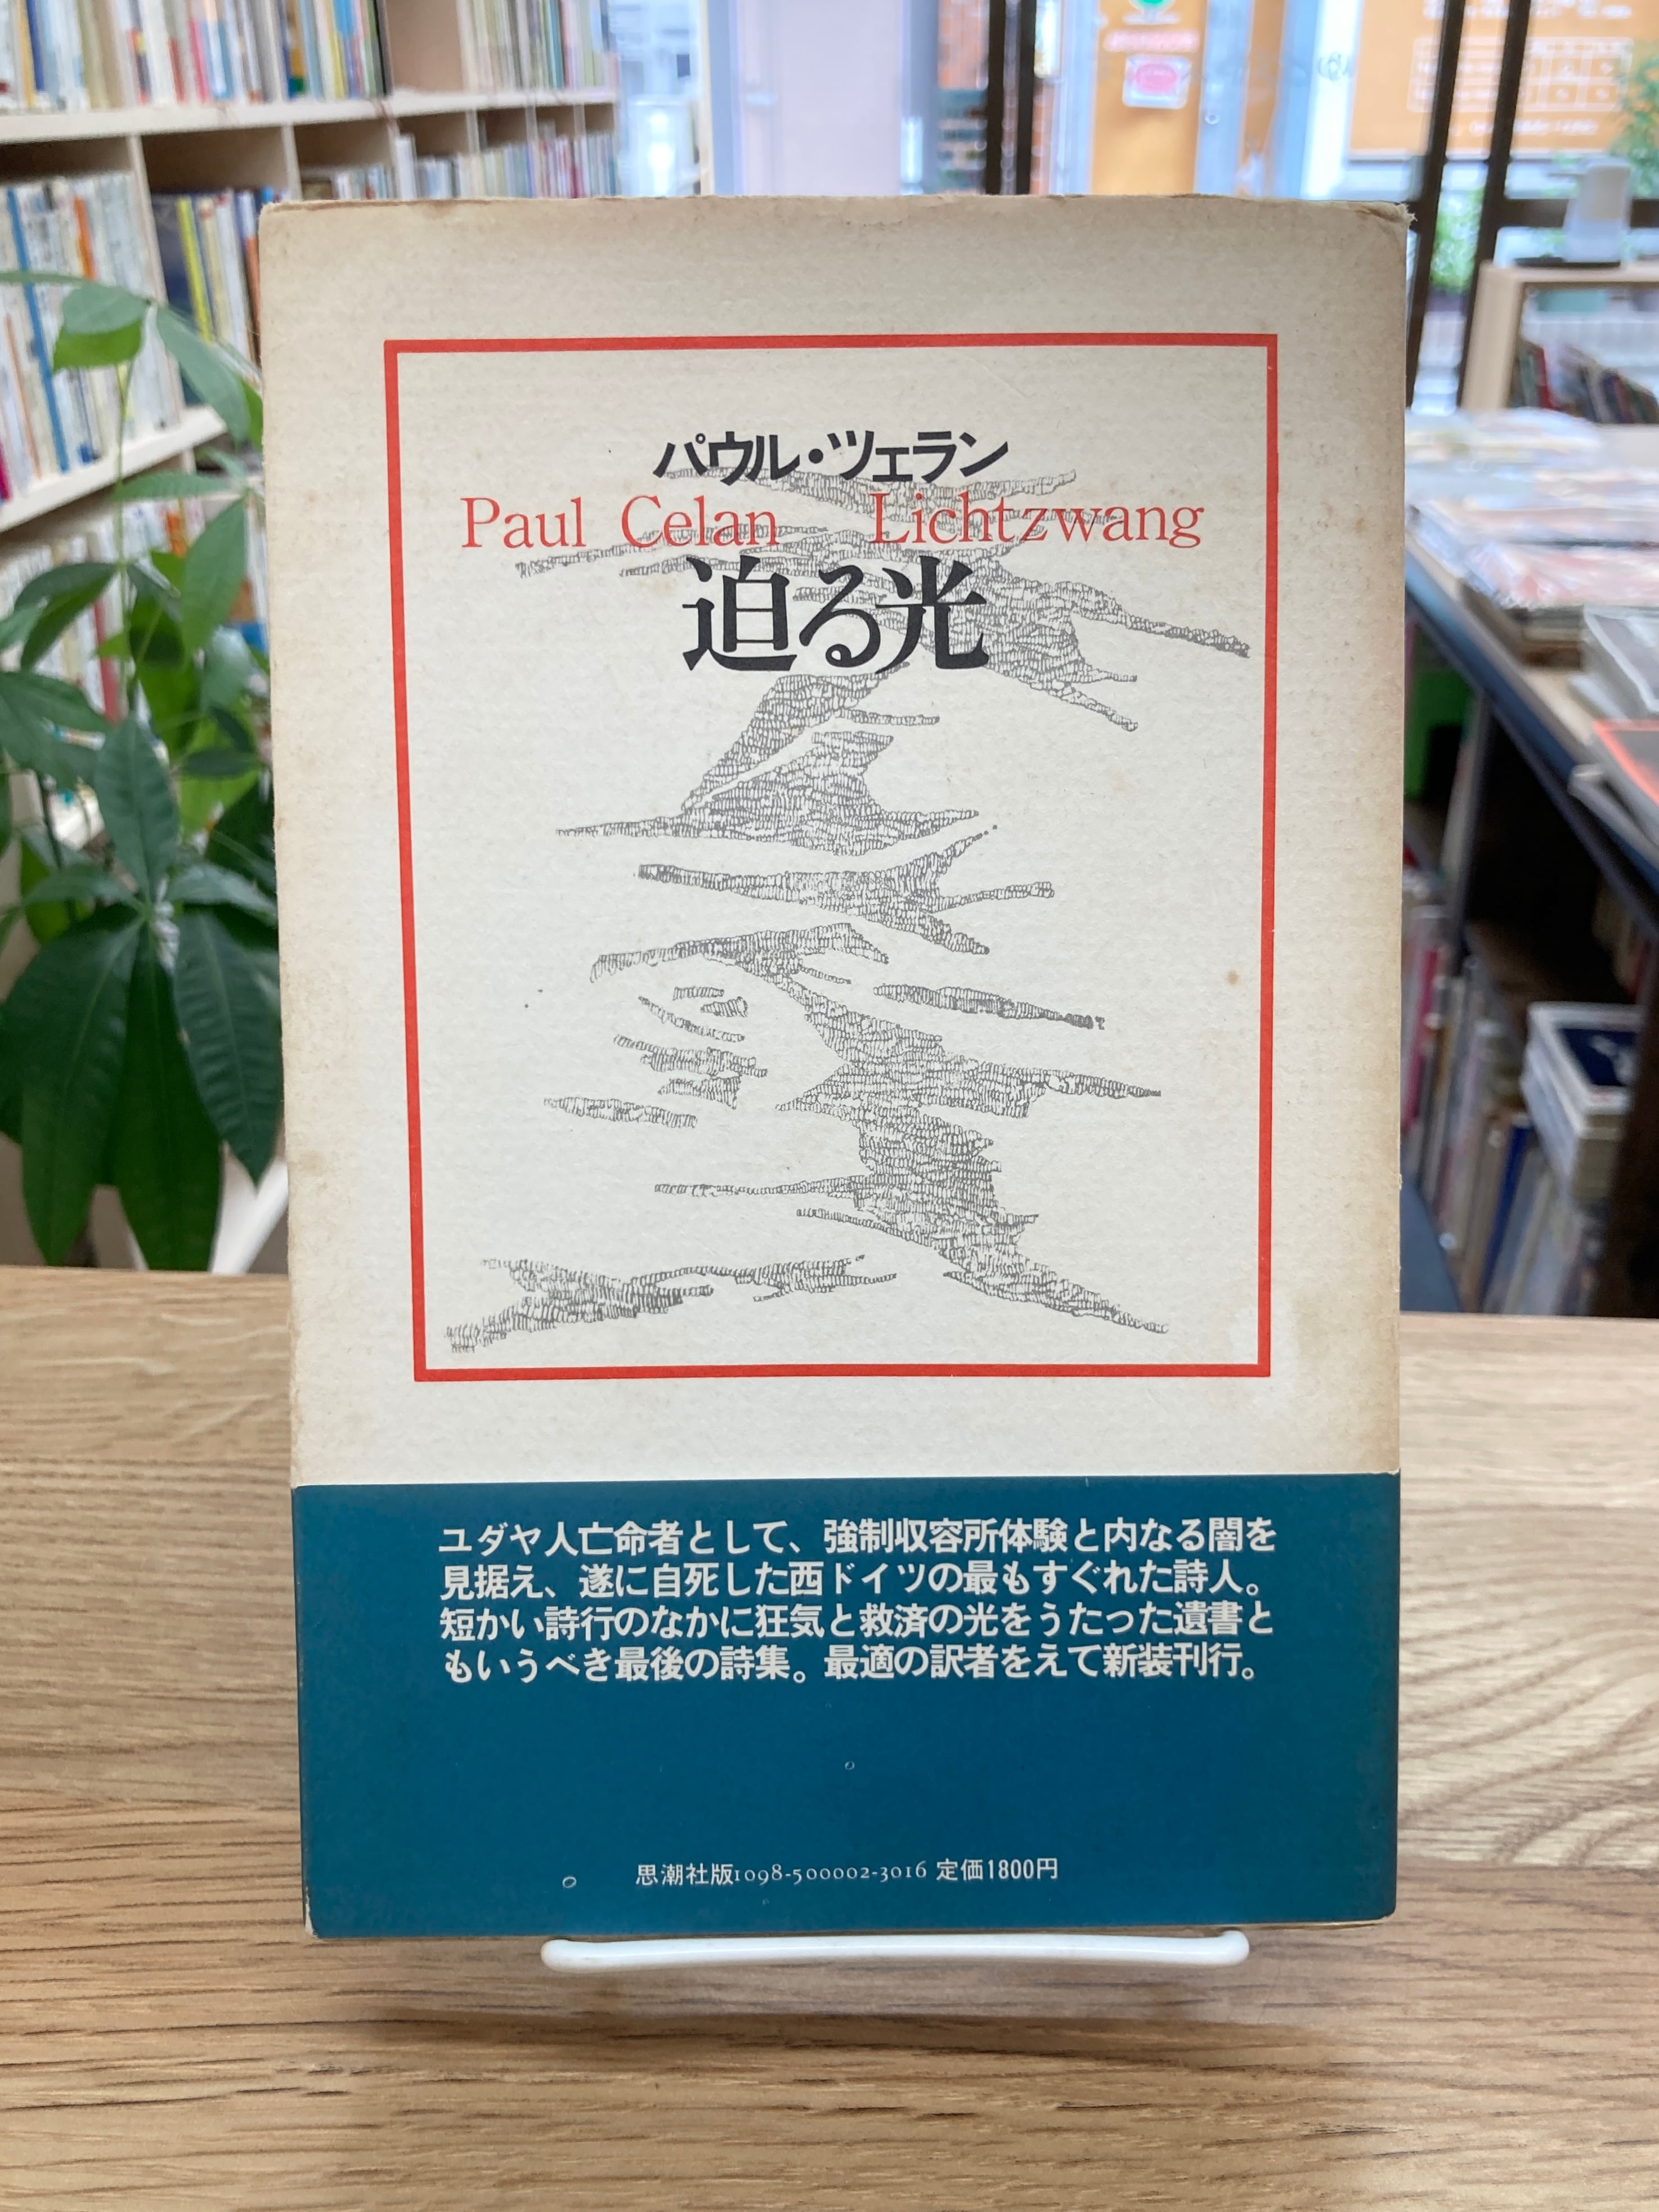 パウル・ツェラン
Paul Celan Lichtzwang
迫る光
ユダヤ人亡命者として、強制収容所体験と内なる闇を
見据え、遂に自死した西ドイツの最もすぐれた詩人。
短かい詩行のなかに狂気と救済の光をうたった遺書と
もいうべき最後の詩集。最適の訳者をえて新装刊行。
思潮社版1098-500002-3016 定価1800円